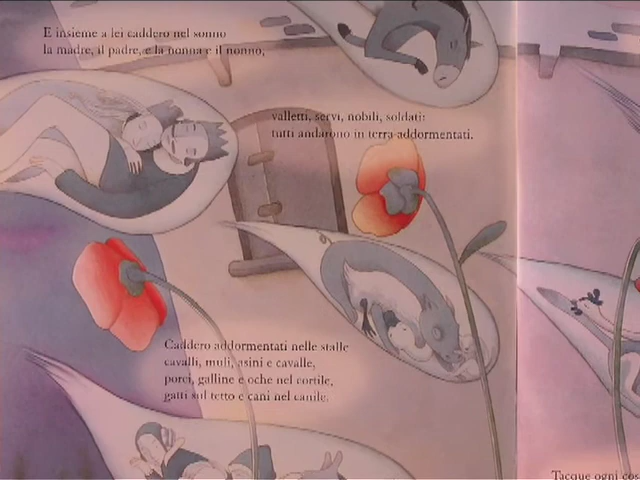 E insieme a lei caddero nel sonno
la madre, il padre, e la nonna e il nonno,
valletti, servi, nobili, soldati:
tutti andarono in terra addormentati.
Caddero addormentati nelle stalle
cavalli, muli, asini e cavalle,
porci, galline e oche nel cortile,
gatti sul tetto e cani nel canile.
Tacque ogni